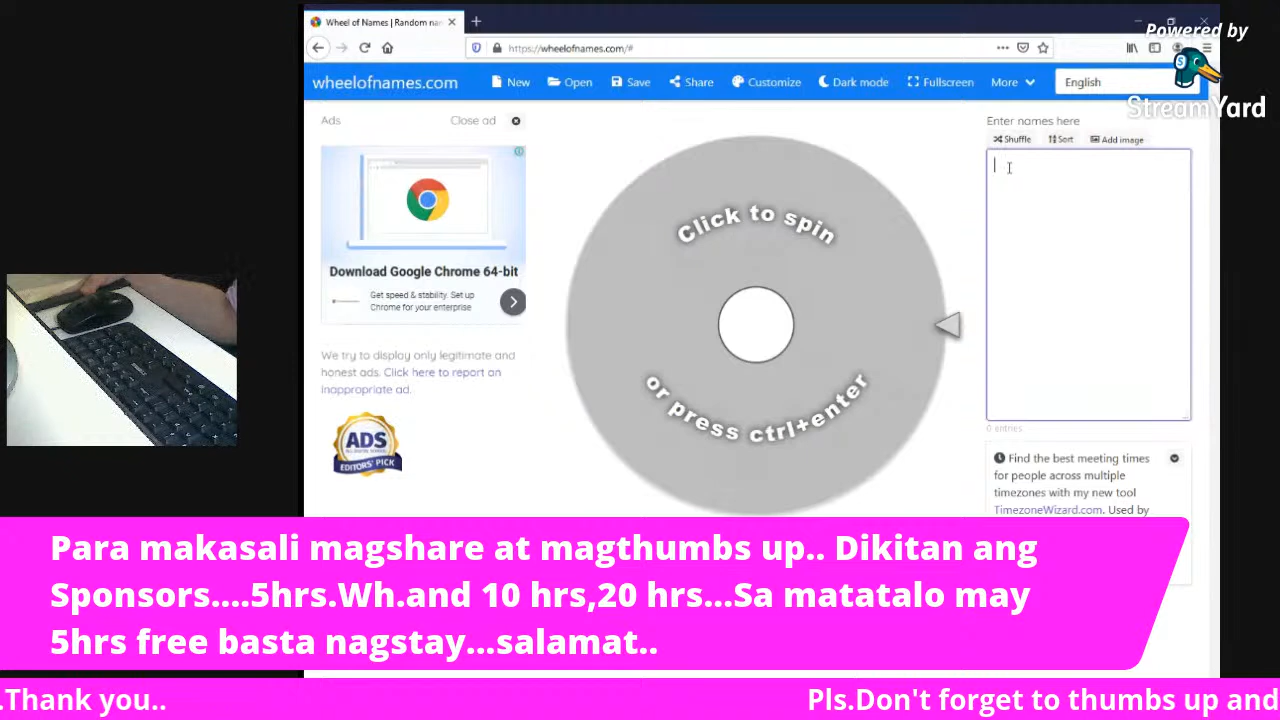 Wheel of Names | Random nar
Powered by
StreamYard
https://wheelofnames.com/#
wheelofnames.com
New
Open
Save
Share
Customize
Dark mode
Fullscreen
More
English
Ads
Close ad
Enter names here
Shuffle
Sort
Add image
Download Google Chrome 64-bit
Get speed & stability. Set up
Chrome for your enterprise
We try to display only legitimate and
honest ads. Click here to report an
inappropriate ad.
ADS
EDITORS' PICK
Click to spin
or press ctrl+enter
0 entries
Find the best meeting times
for people across multiple
timezones with my new tool
TimezoneWizard.com. Used by
Para makasali magshare at magthumbs up.. Dikitan ang
Sponsors....5hrs.Wh.and 10 hrs,20 hrs...Sa matatalo may
5hrs free basta nagstay...salamat..
.Thank you..
Pls.Don't forget to thumbs up and